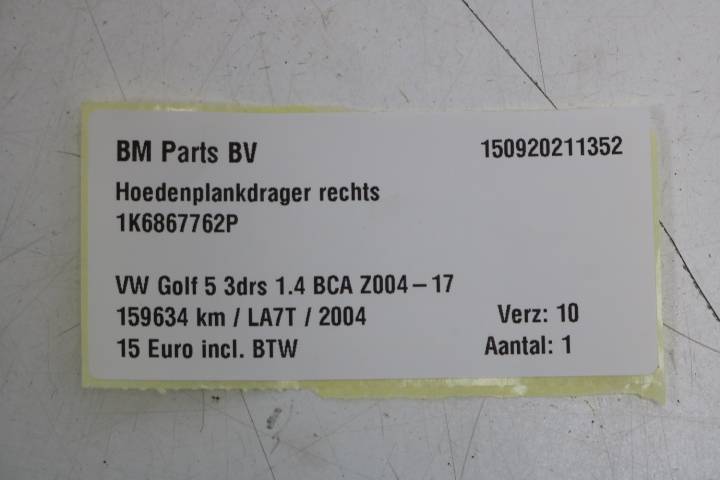 BM Parts BV 150920211352
Hoedenplankdrager rechts
1K6867762P
VW Golf 5 3drs 1.4 BCA Z004-17
159634 km / LA7T / 2004 Verz: 10
15 Euro incl. BTW Aantal: 1